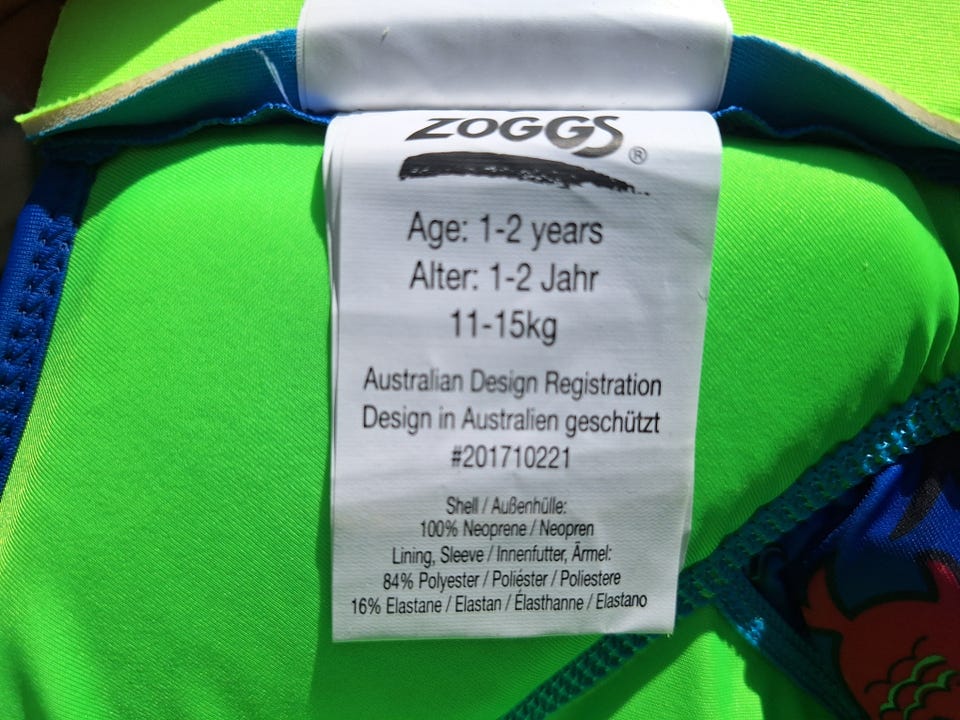 ZOGGS®
Age: 1-2 years
Alter: 1-2 Jahr
11-15kg
Australian Design Registration
Design in Australien geschützt
#201710221
Shell / Außenhülle:
100% Neoprene / Neopren
Lining, Sleeve / Innenfutter, Ärmel:
84% Polyester / Poliéster / Poliestere
16% Elastane / Elastan / Élasthanne / Elastano